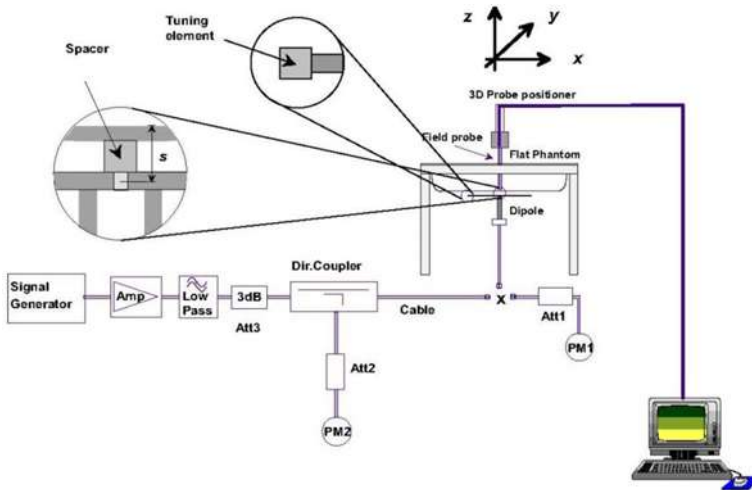 Tuning
element
Spacer
z
y
x
3D Probe positioner
Field probe
Flat Phantom
s
Dipole
Dir.Coupler
Signal
Generator
Amp
Low
Pass
3dB
Cable
x
Att3
Att1
PM1
Att2
PM2